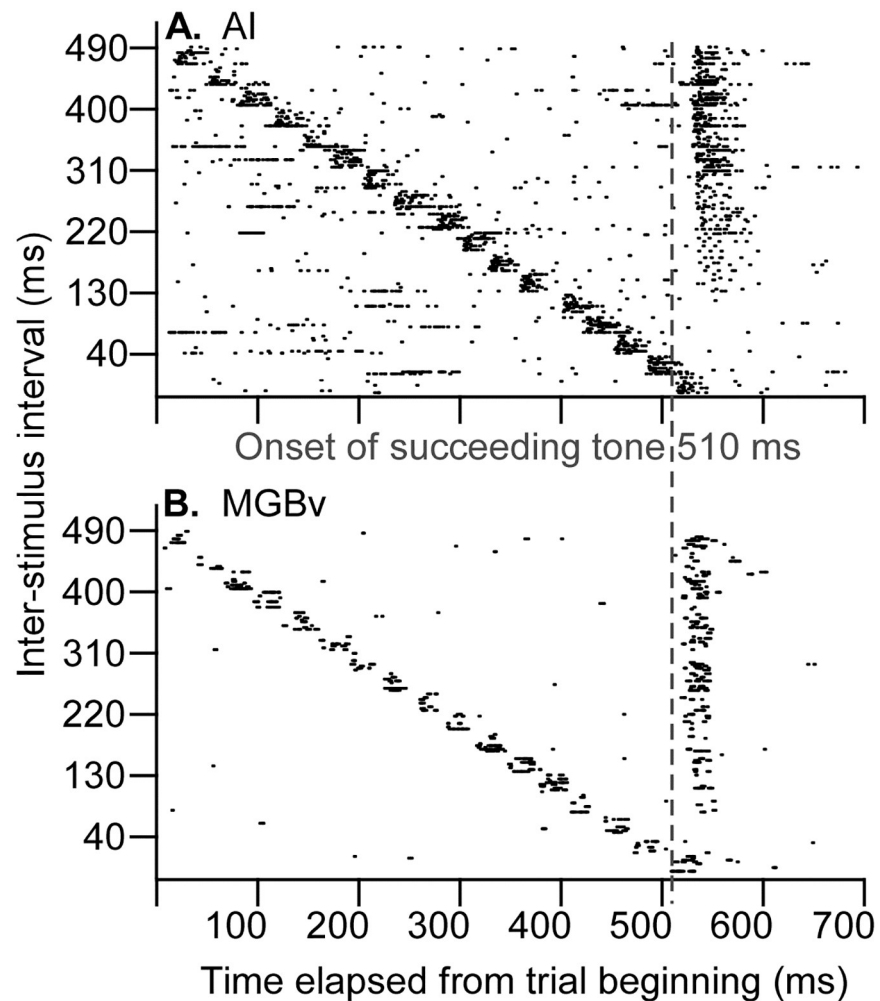 A. AI
490
400
310
220
130
40
Onset of succeeding tone 510 ms
Inter-stimulus interval (ms)
B. MGBv
490
400
310
220
130
40
100 200 300 400 500 600 700
Time elapsed from trial beginning (ms)